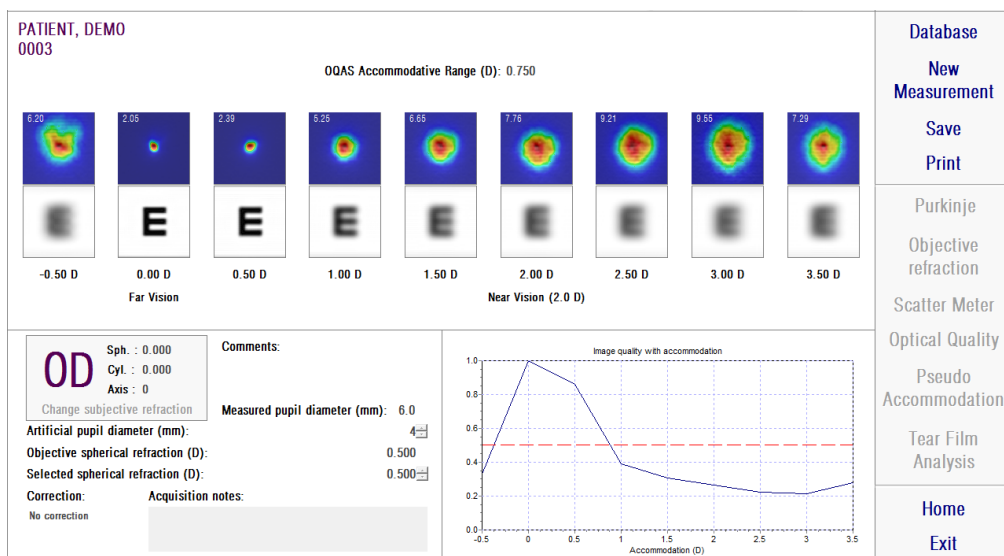 PATIENT, DEMO
0003
OQAS Accommodative Range (D): 0.750
6.20 2.05 2.39 5.25 6.65 7.76 9.21 9.55 7.29
E E E E E E E E E
-0.50 D 0.00 D 0.50 D 1.00 D 1.50 D 2.00 D 2.50 D 3.00 D 3.50 D
Far Vision Near Vision (2.0 D)
OD
Sph. : 0.000
Cyl. : 0.000
Axis : 0
Change subjective refraction
Comments:
Measured pupil diameter (mm): 6.0
Artificial pupil diameter (mm): 4
Objective spherical refraction (D): 0.500
Selected spherical refraction (D): 0.500
Correction: Acquisition notes:
No correction
Image quality with accommodation
1.0
0.8
0.6
0.4
0.2
0.0
-0.5 0 0.5 1 1.5 2 2.5 3 3.5
Accommodation (D)
Database
New
Measurement
Save
Print
Purkinje
Objective
refraction
Scatter Meter
Optical Quality
Pseudo
Accommodation
Tear Film
Analysis
Home
Exit